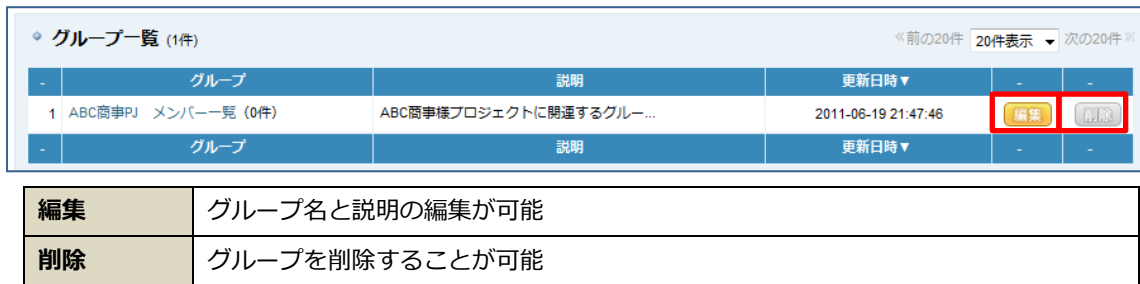 グループ一覧 (1件) ≪前の20件 20件表示 ▼ 次の20件≫
- グループ 説明 更新日時▼ - -
1 ABC商事PJ メンバー一覧 (0件) ABC商事様プロジェクトに関連するグルー... 2011-06-19 21:47:46 編集 削除
- グループ 説明 更新日時▼ - -
編集 グループ名と説明の編集が可能
削除 グループを削除することが可能